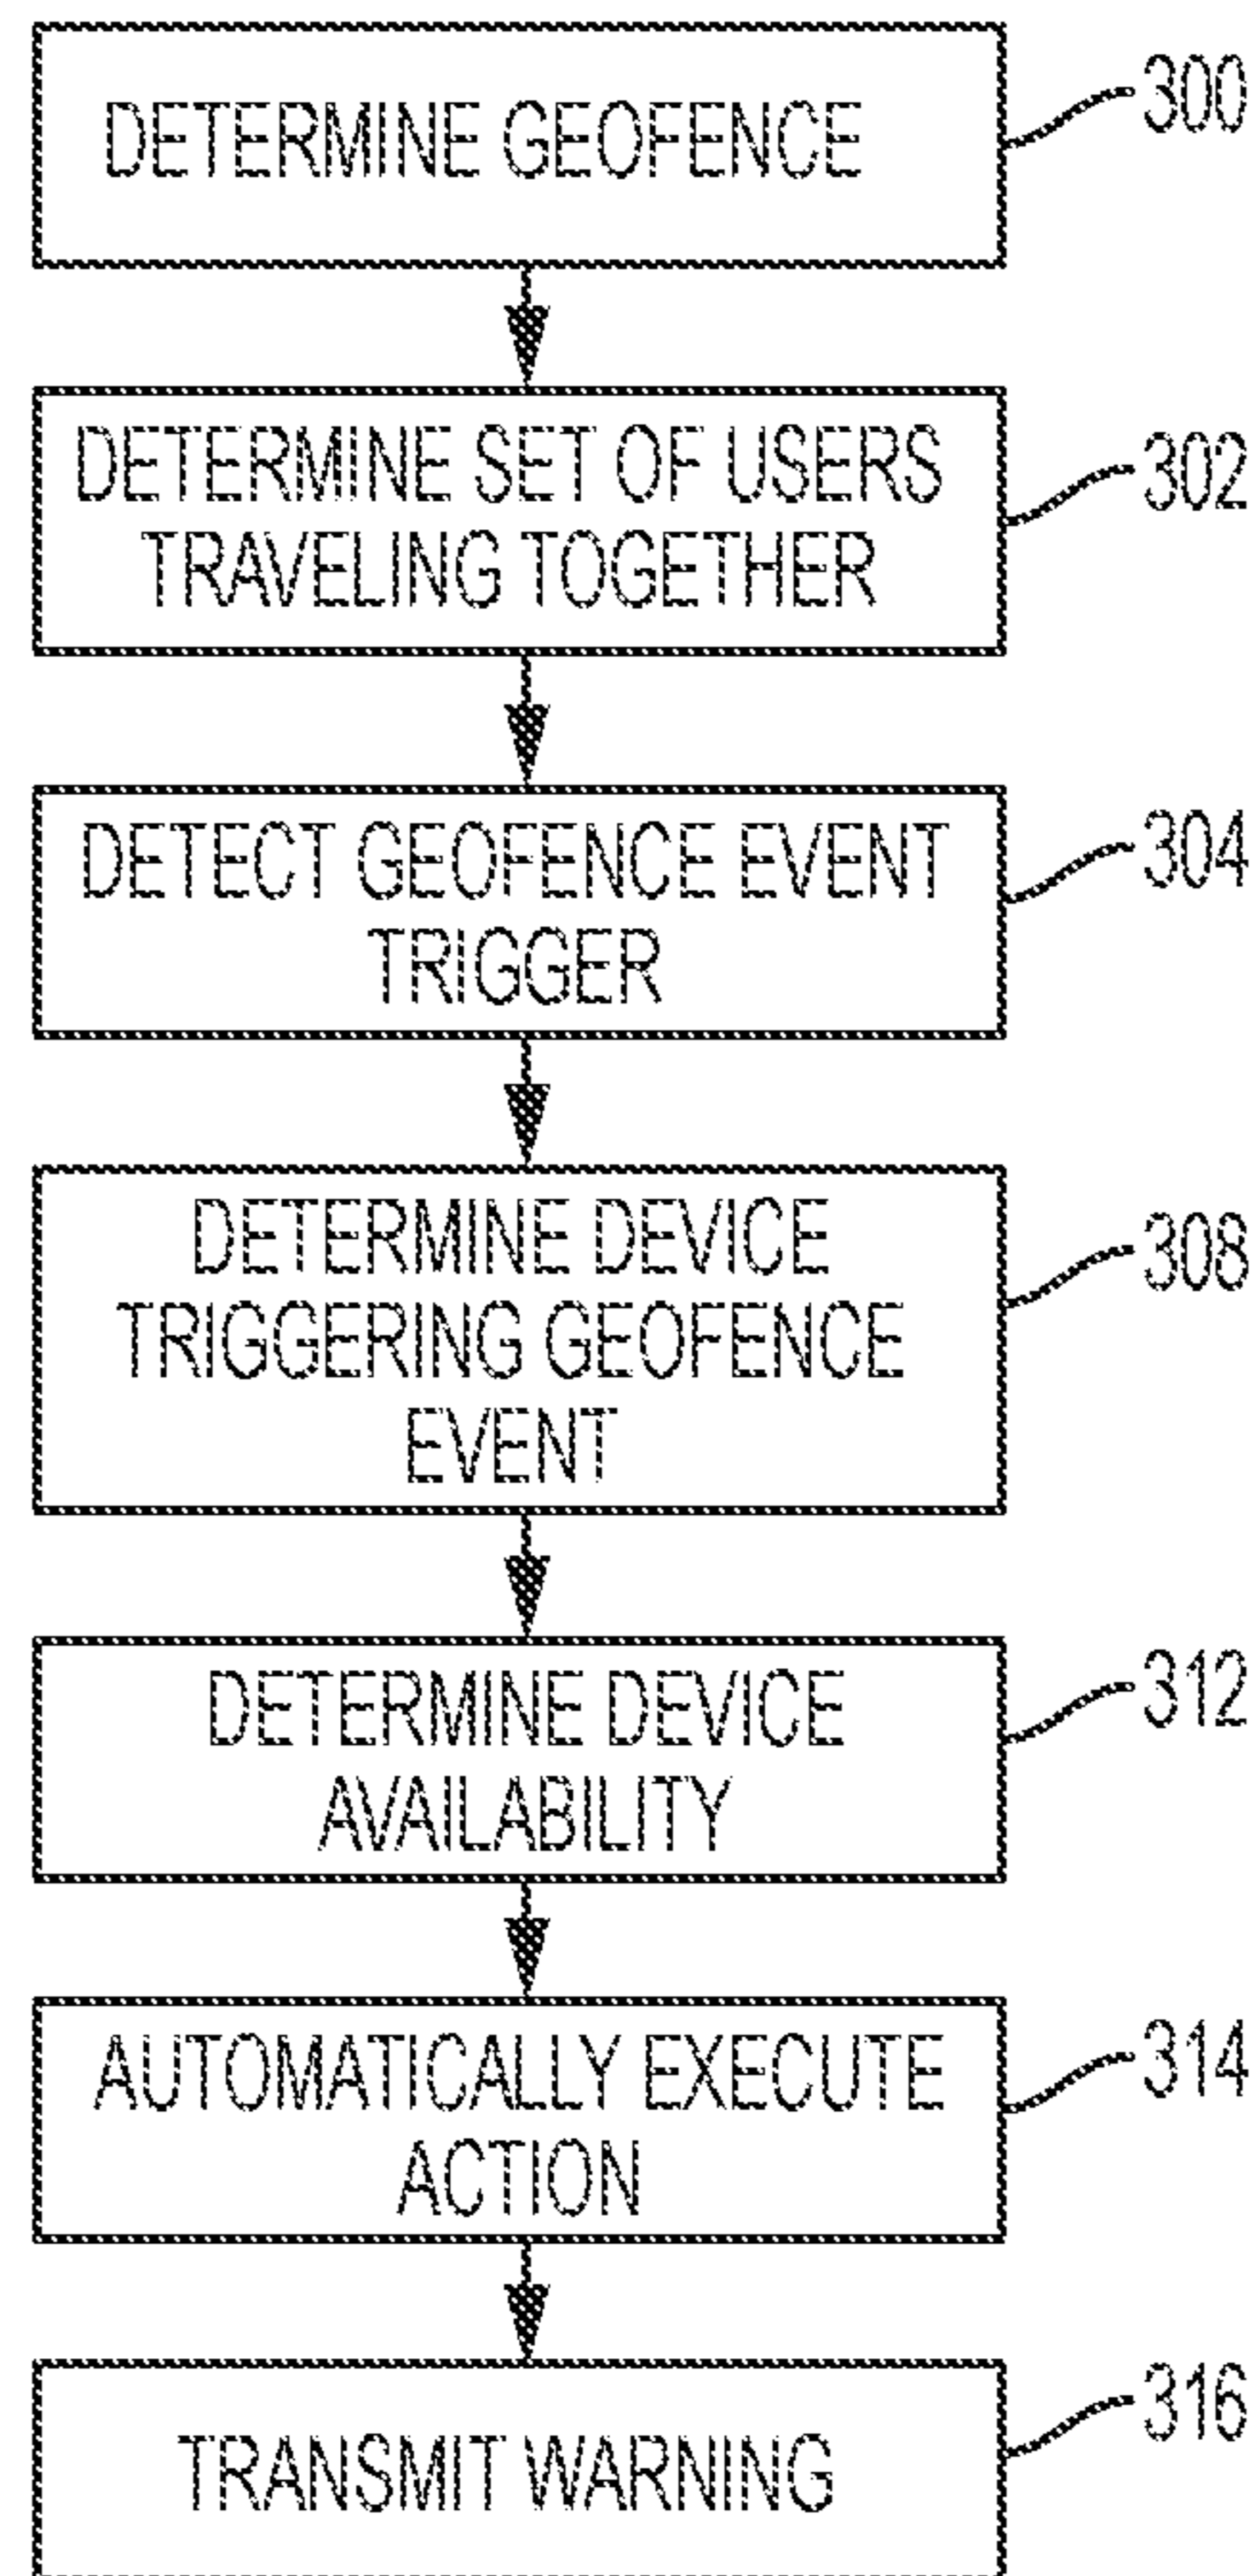 DETERMINE GEOFENCE
300
DETERMINE SET OF USERS
TRAVELING TOGETHER
302
DETECT GEOFENCE EVENT
TRIGGER
304
DETERMINE DEVICE
TRIGGERING GEOFENCE
EVENT
308
DETERMINE DEVICE
AVAILABILITY
312
AUTOMATICALLY EXECUTE
ACTION
314
TRANSMIT WARNING
316